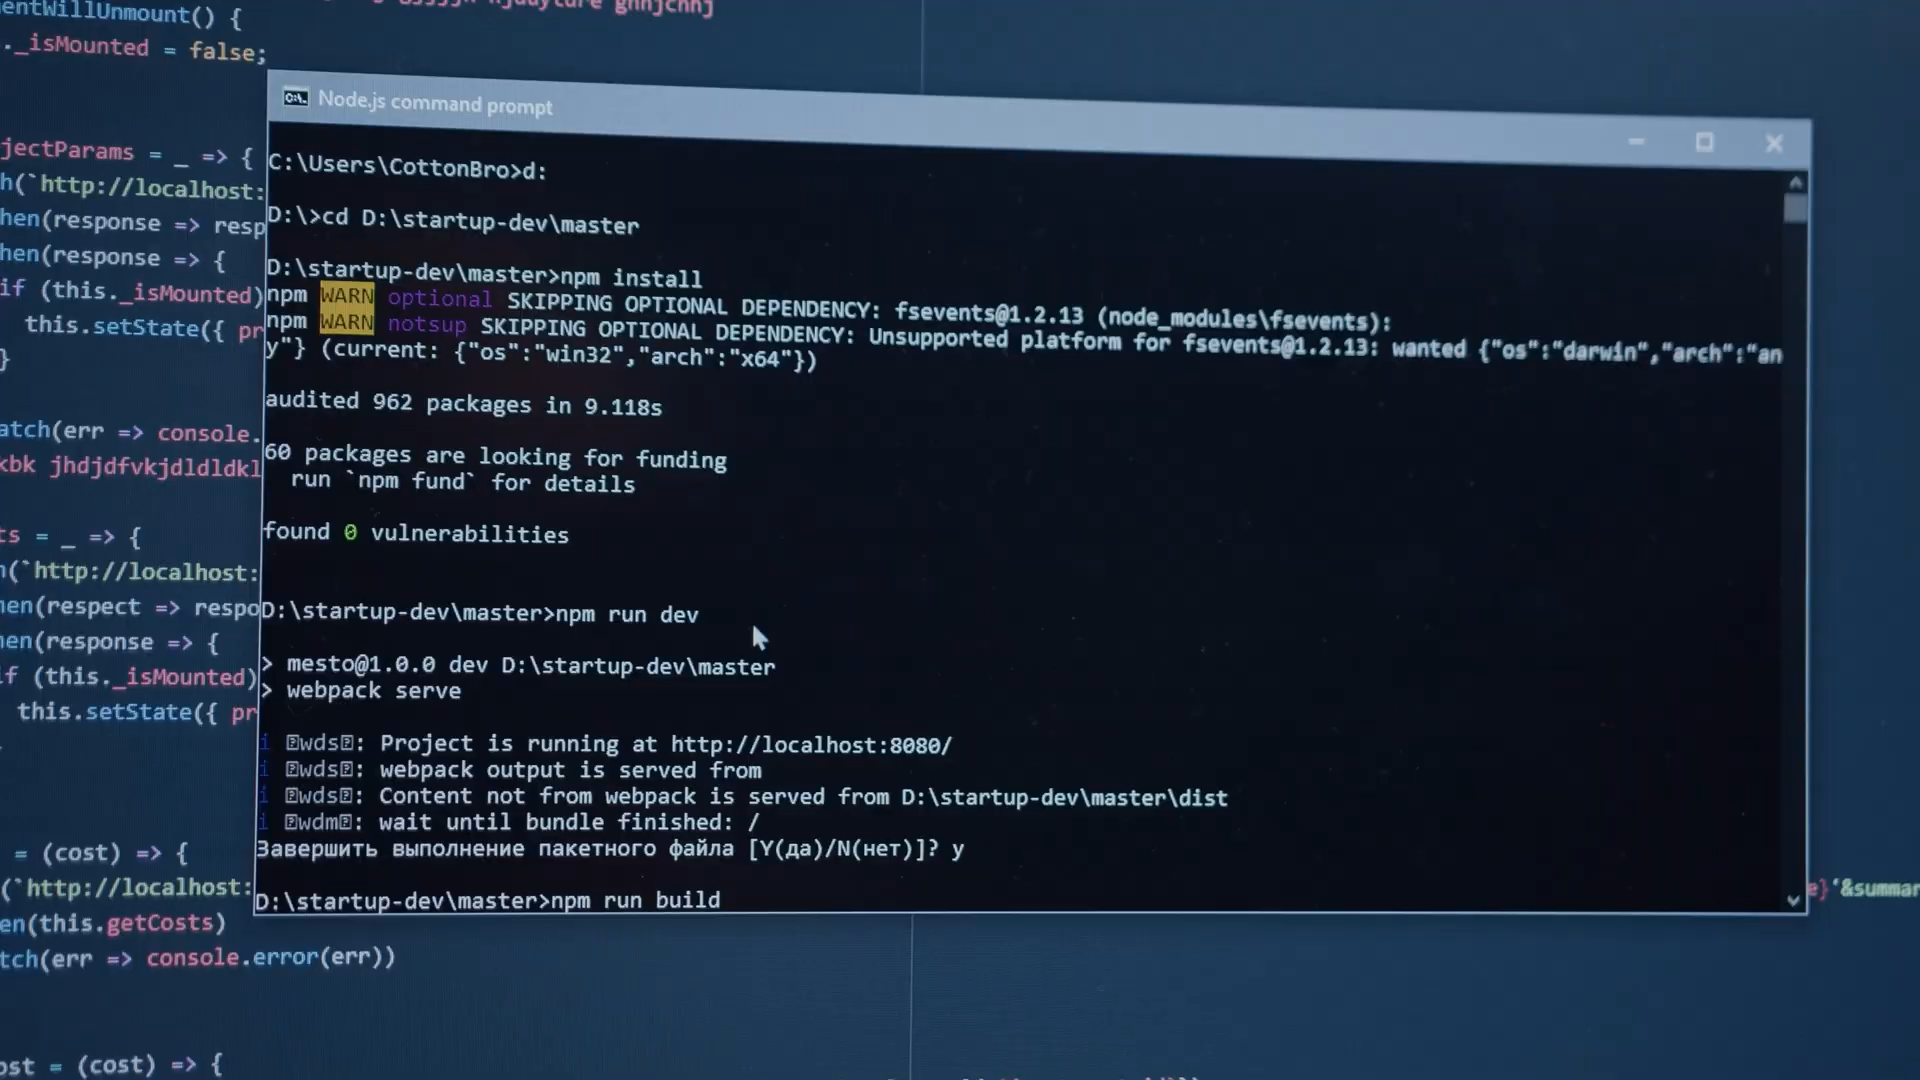 entWillUnmount() {
._isMounted = false;
jectParams = _ => {
h(`http://localhost:
hen(response => resp
hen(response => {
if (this._isMounted)
this.setState({ pr
}
atch(err => console.
kbk jhdjdfvkjdldldkl
ts = _ => {
h(`http://localhost:
hen(respect => respo
hen(response => {
if (this._isMounted)
this.setState({ pr
= (cost) => {
(`http://localhost:
en(this.getCosts)
tch(err => console.error(err))
ost = (cost) => {
Node.js command prompt
C:\Users\CottonBro>d:
D:\>cd D:\startup-dev\master
D:\startup-dev\master>npm install
npm WARN optional SKIPPING OPTIONAL DEPENDENCY: fsevents@1.2.13 (node_modules\fsevents):
npm WARN notsup SKIPPING OPTIONAL DEPENDENCY: Unsupported platform for fsevents@1.2.13: wanted {"os":"darwin","arch":"an
y"} (current: {"os":"win32","arch":"x64"})
audited 962 packages in 9.118s
60 packages are looking for funding
run `npm fund` for details
found 0 vulnerabilities
D:\startup-dev\master>npm run dev
> mesto@1.0.0 dev D:\startup-dev\master
> webpack serve
i ⍰wds⍰: Project is running at http://localhost:8080/
i ⍰wds⍰: webpack output is served from
i ⍰wds⍰: Content not from webpack is served from D:\startup-dev\master\dist
i ⍰wdm⍰: wait until bundle finished: /
Завершить выполнение пакетного файла [Y(да)/N(нет)]? y
D:\startup-dev\master>npm run build
e}'&summar